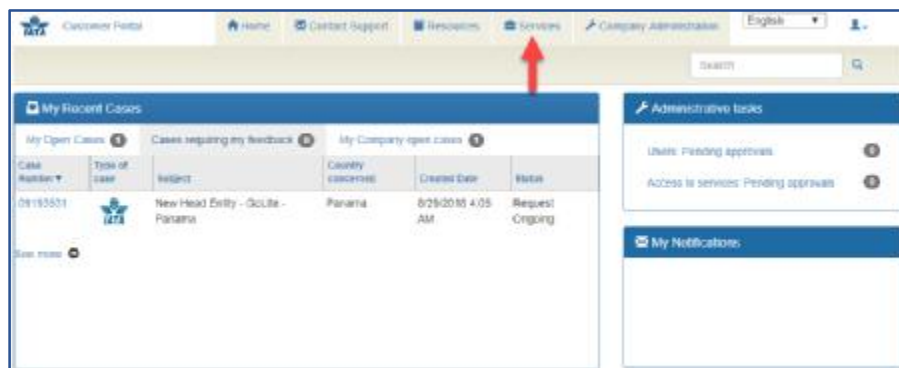 IATA Customer Portal Home Contact Support Resources Services Company Administration English
Search
My Recent Cases
My Open Cases Cases requiring my feedback My Company open cases
Case Number Type of case Subject Country concerned Created Date Status
IATA New Head Entity - GoLite - Panama Panama 8/29/2018 4:05 AM Request Ongoing
See more
Administrative tasks
Users: Pending approvals
Access to services: Pending approvals
My Notifications